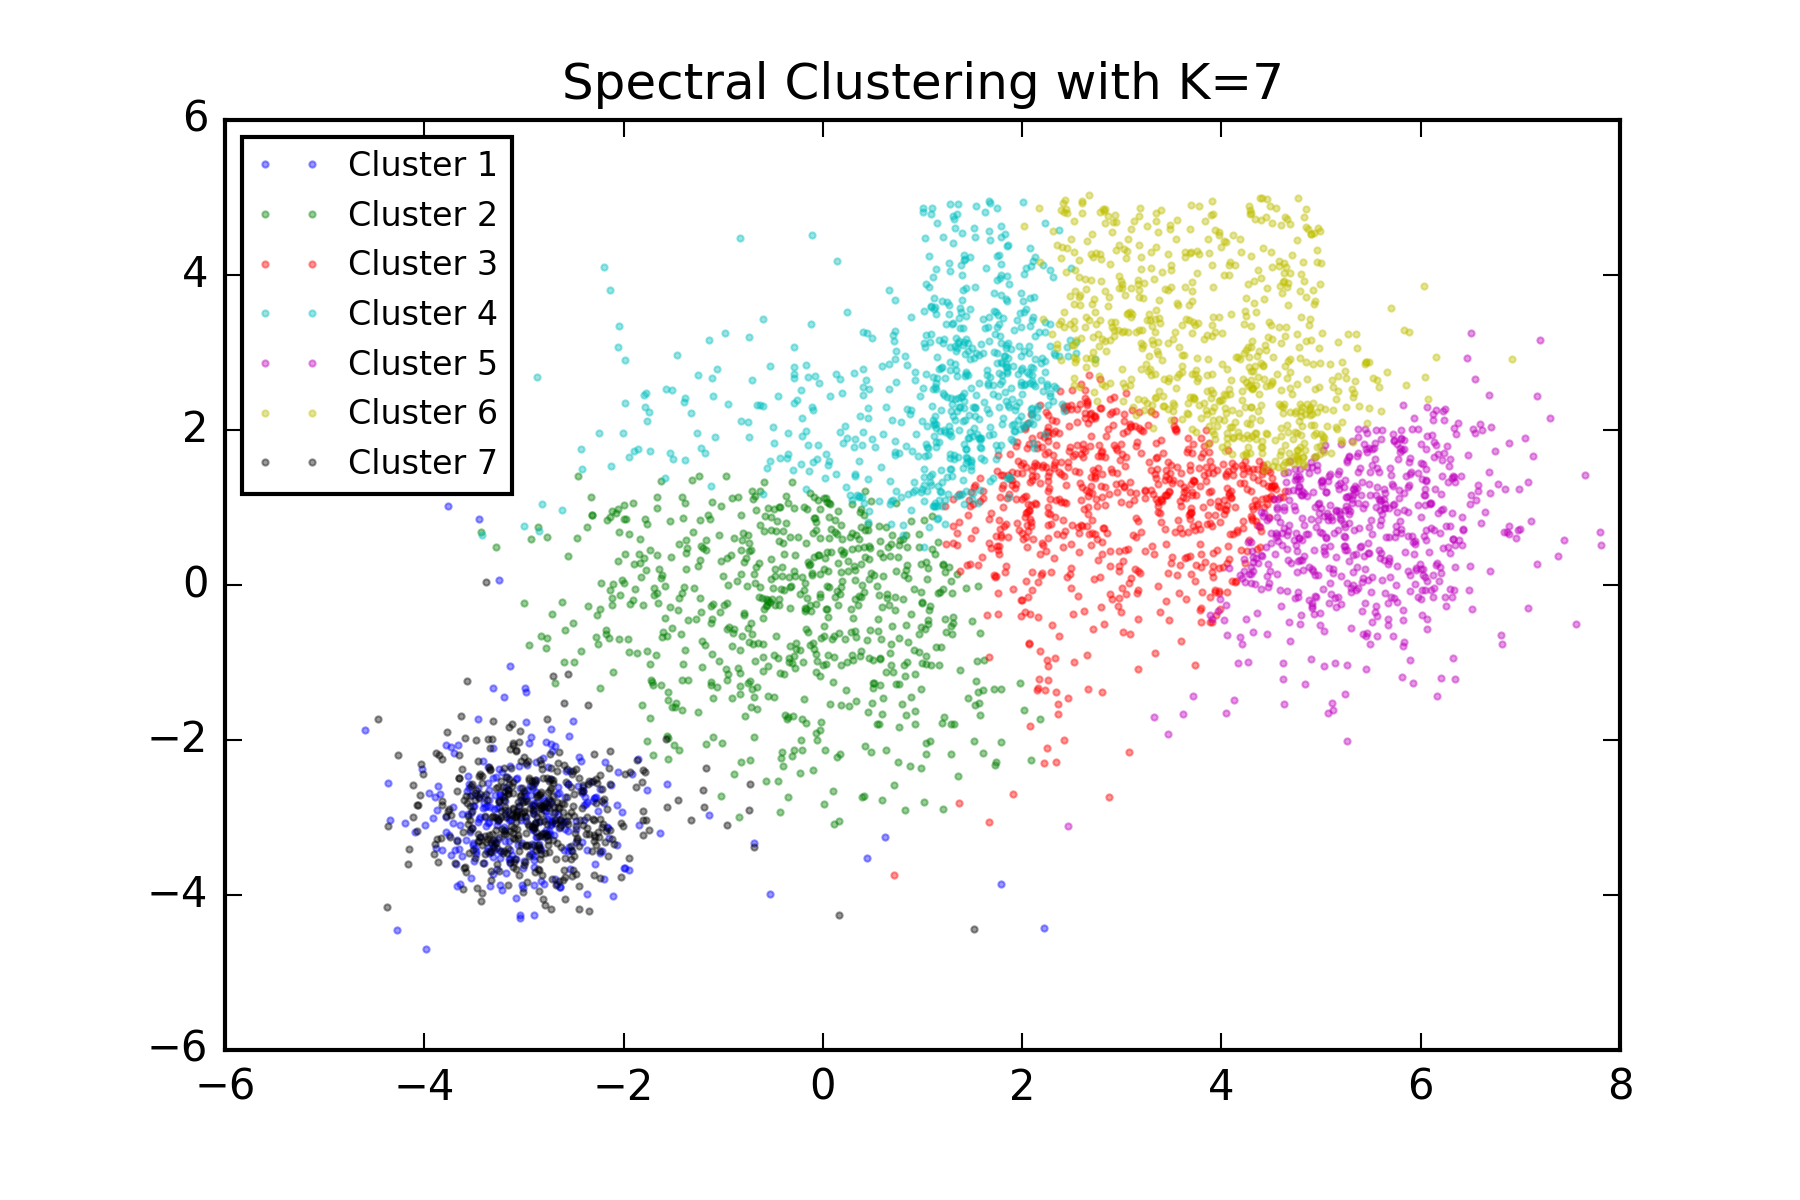 Spectral Clustering with K=7
6
4
2
0
−2
−4
−6
Cluster 1
Cluster 2
Cluster 3
Cluster 4
Cluster 5
Cluster 6
Cluster 7
−6 −4 −2 0 2 4 6 8